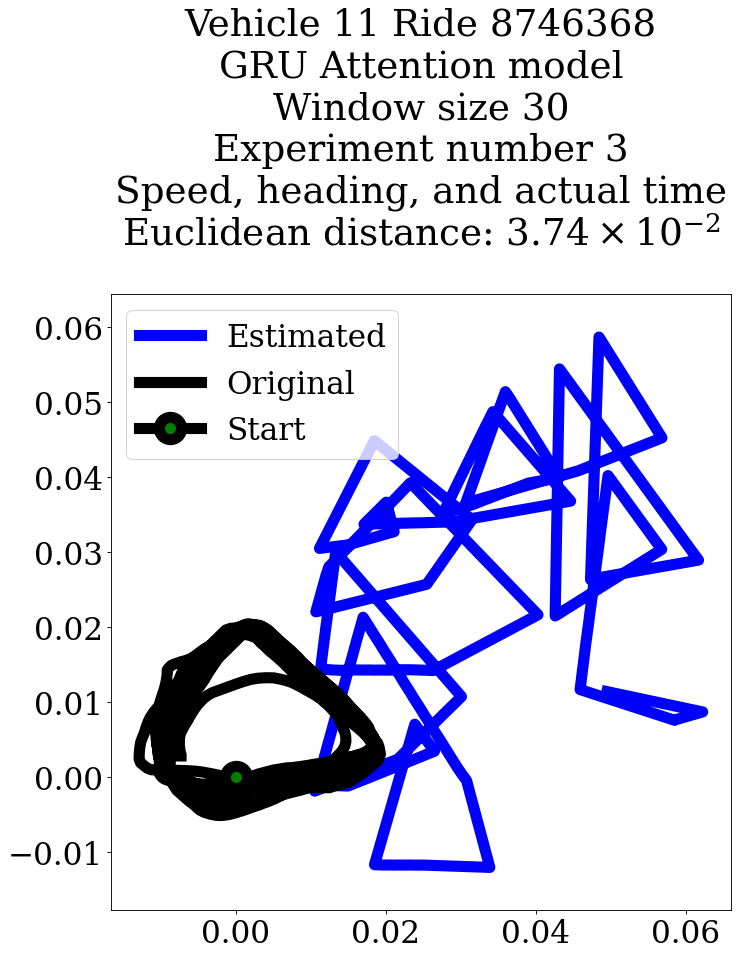 Vehicle 11 Ride 8746368
GRU Attention model
Window size 30
Experiment number 3
Speed, heading, and actual time
Euclidean distance: 3.74 × 10⁻²
Estimated
Original
Start
0.06
0.05
0.04
0.03
0.02
0.01
0.00
−0.01
0.00 0.02 0.04 0.06